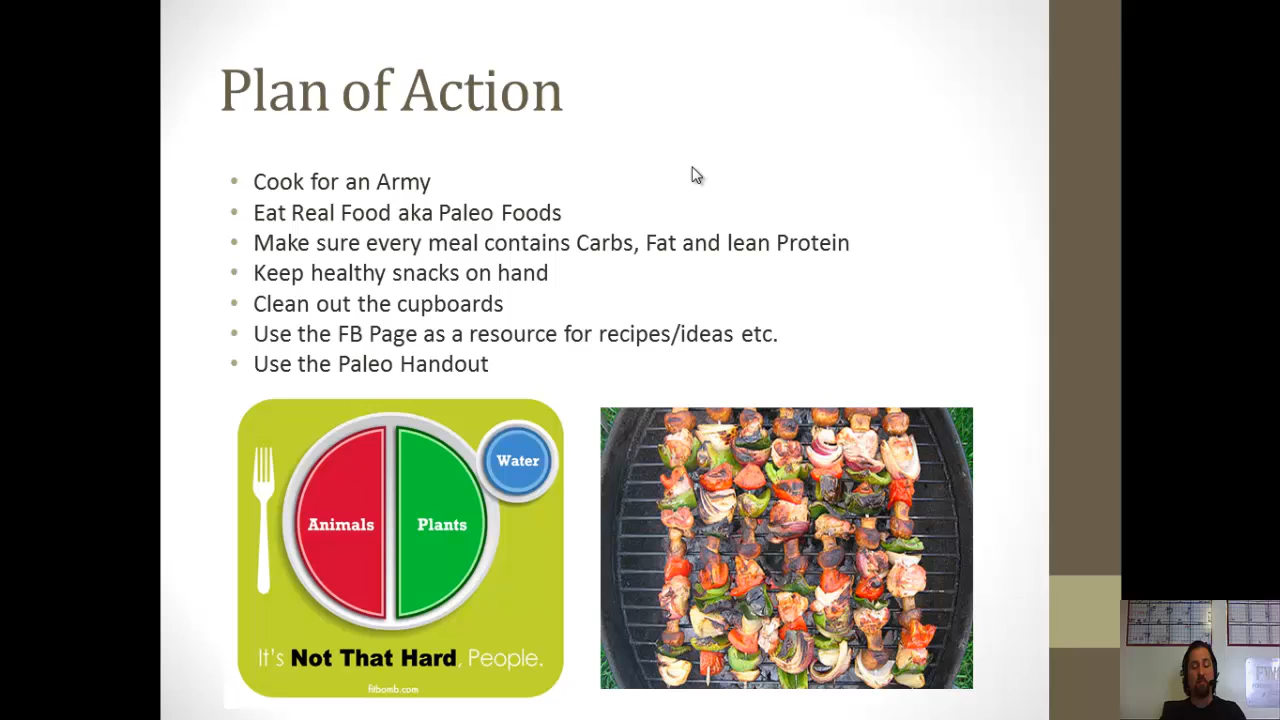 Plan of Action
• Cook for an Army
• Eat Real Food aka Paleo Foods
• Make sure every meal contains Carbs, Fat and lean Protein
• Keep healthy snacks on hand
• Clean out the cupboards
• Use the FB Page as a resource for recipes/ideas etc.
• Use the Paleo Handout
Water
Animals
Plants
It's Not That Hard, People.
fitbomb.com